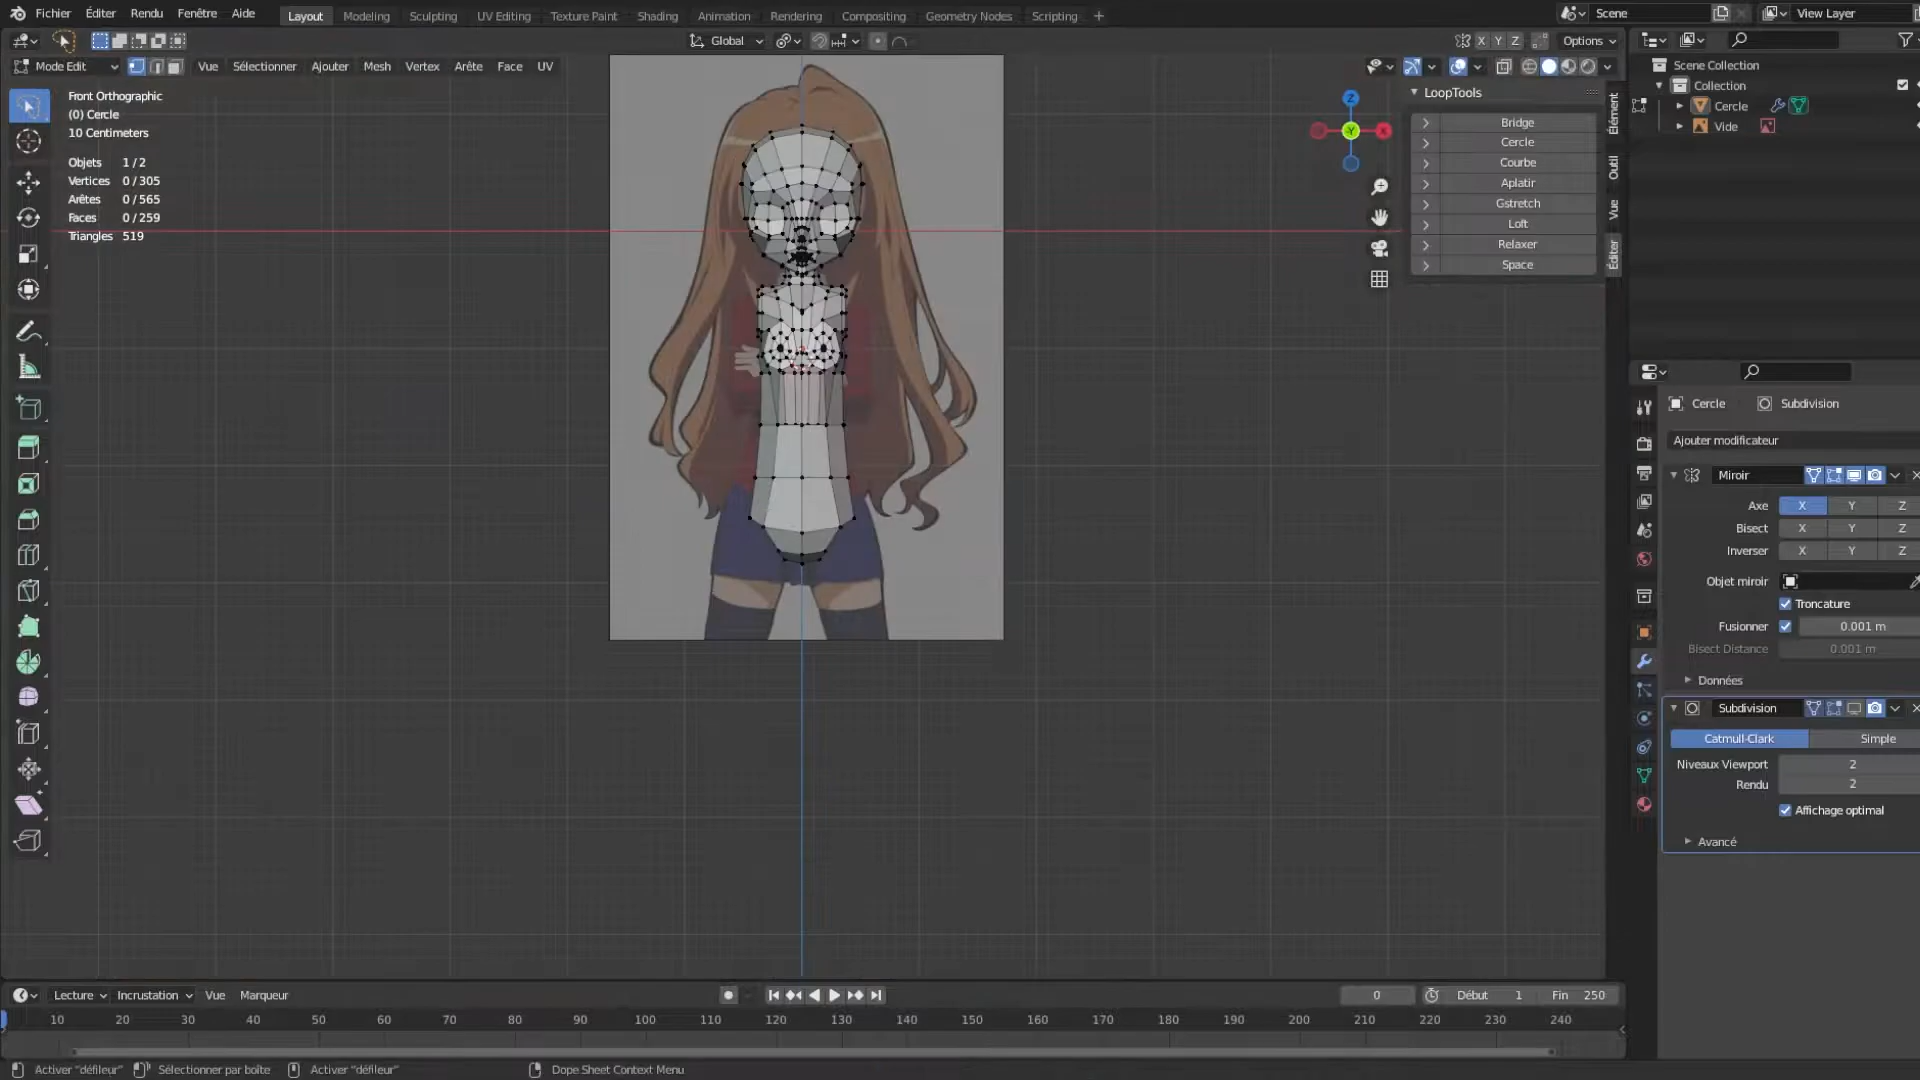 Fichier Éditer Rendu Fenêtre Aide Layout Modeling Sculpting UV Editing Texture Paint Shading Animation Rendering Compositing Geometry Nodes Scripting + Scene View Layer
Global X Y Z Options
Mode Edit Vue Sélectionner Ajouter Mesh Vertex Arête Face UV
Front Orthographic
(0) Cercle
10 Centimeters
Objets 1 / 2
Vertices 0 / 305
Arêtes 0 / 565
Faces 0 / 259
Triangles 519
Z
Y
X
LoopTools
Bridge
Cercle
Courbe
Aplatir
Gstretch
Loft
Relaxer
Space
Élément
Outil
Vue
Éditer
Scene Collection
Collection
Cercle
Vide
Cercle Subdivision
Ajouter modificateur
Miroir
Axe X Y Z
Bisect X Y Z
Inverser X Y Z
Objet miroir
Troncature
Fusionner 0.001 m
Bisect Distance 0.001 m
Données
Subdivision
Catmull-Clark Simple
Niveaux Viewport 2
Rendu 2
Affichage optimal
Avancé
Lecture Incrustation Vue Marqueur 0 Début 1 Fin 250
10 20 30 40 50 60 70 80 90 100 110 120 130 140 150 160 170 180 190 200 210 220 230 240
Activer "défileur" Sélectionner par boîte Activer "défileur" Dope Sheet Context Menu